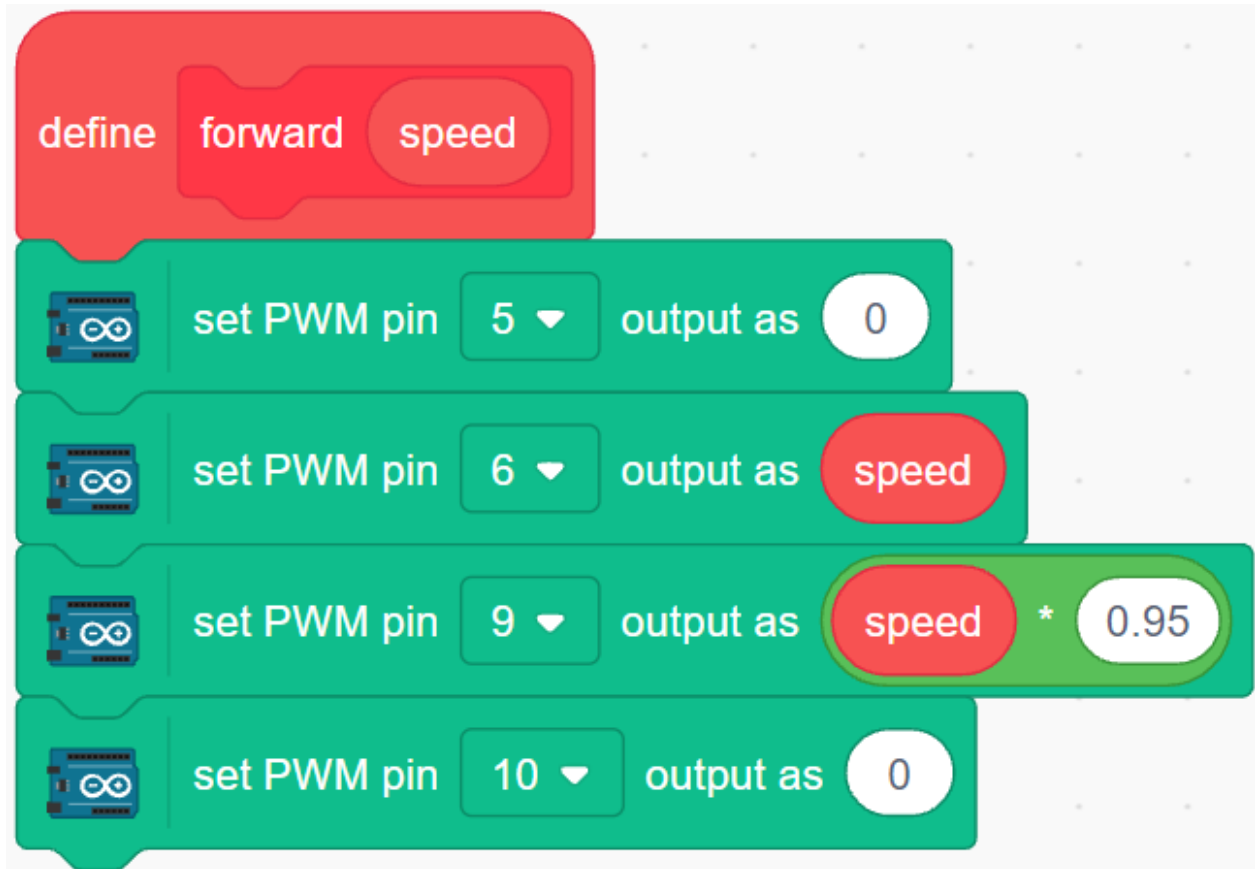 define forward speed
set PWM pin 5 output as 0
set PWM pin 6 output as speed
set PWM pin 9 output as speed * 0.95
set PWM pin 10 output as 0